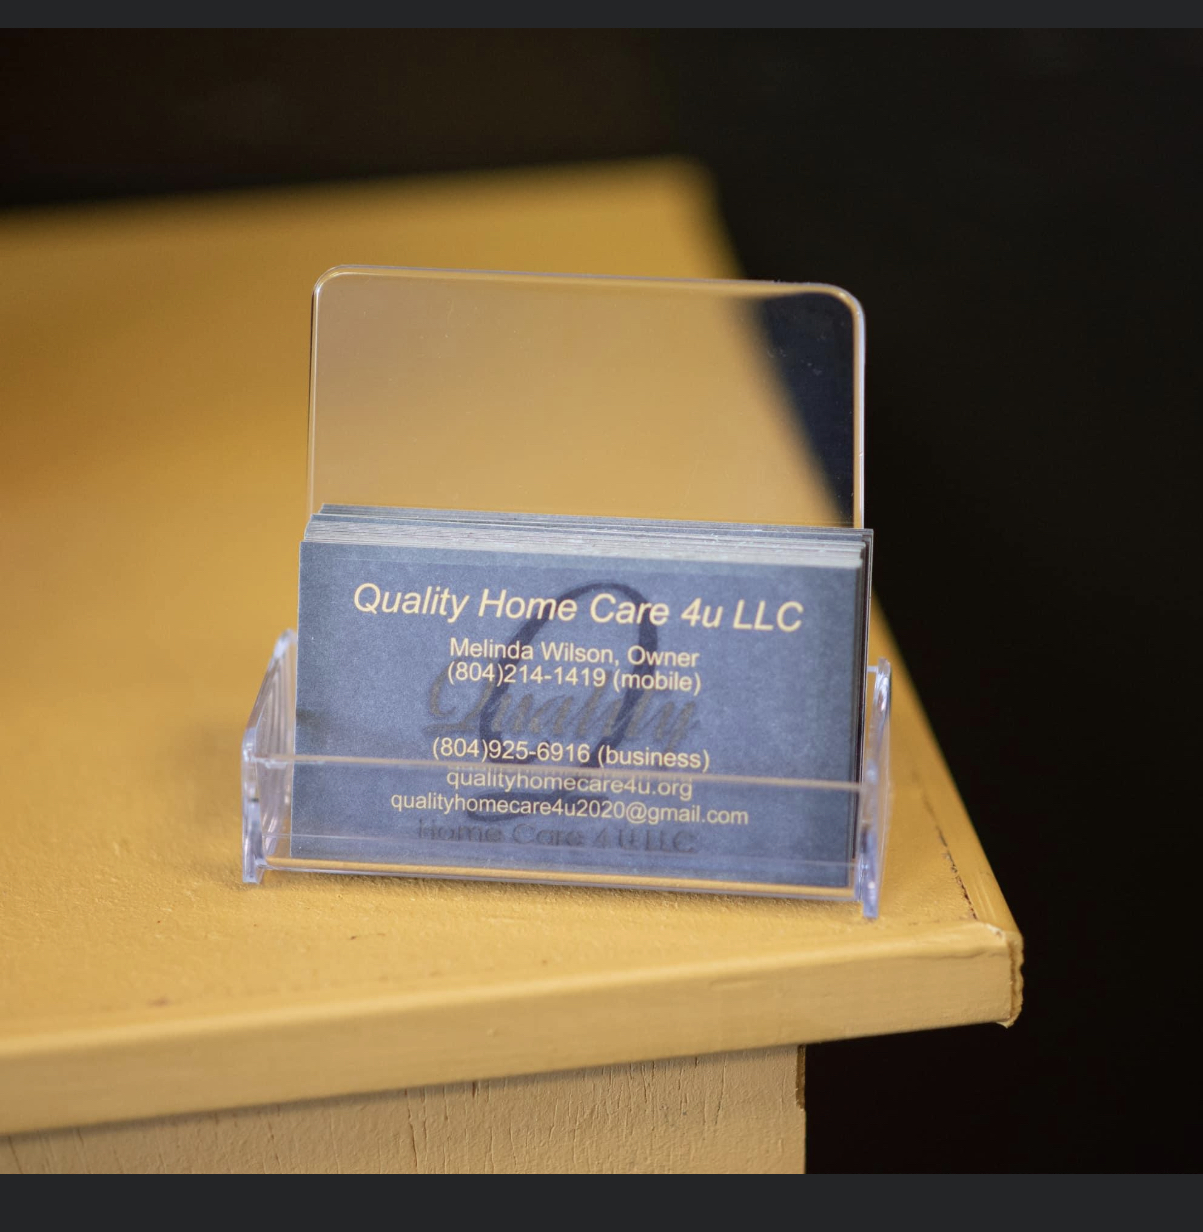 Quality Home Care 4u LLC
Melinda Wilson, Owner
(804)214-1419 (mobile)
Quality
(804)925-6916 (business)
qualityhomecare4u.org
qualityhomecare4u2020@gmail.com
Home Care 4 U LLC